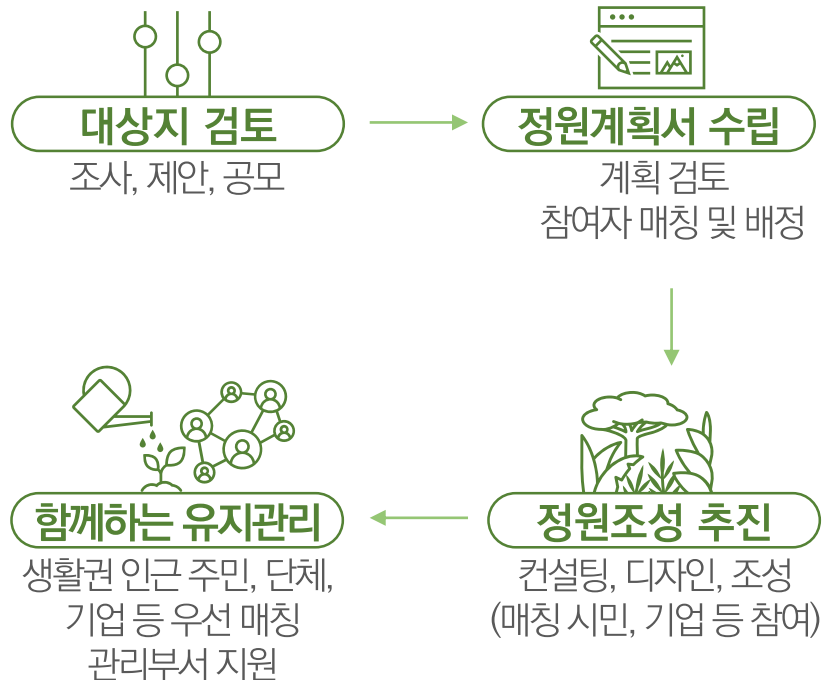 대상지 검토
조사, 제안, 공모
정원계획서 수립
계획 검토
참여자 매칭 및 배정
정원조성 추진
컨설팅, 디자인, 조성
(매칭 시민, 기업 등 참여)
함께하는 유지관리
생활권 인근 주민, 단체,
기업 등 우선 매칭
관리부서 지원